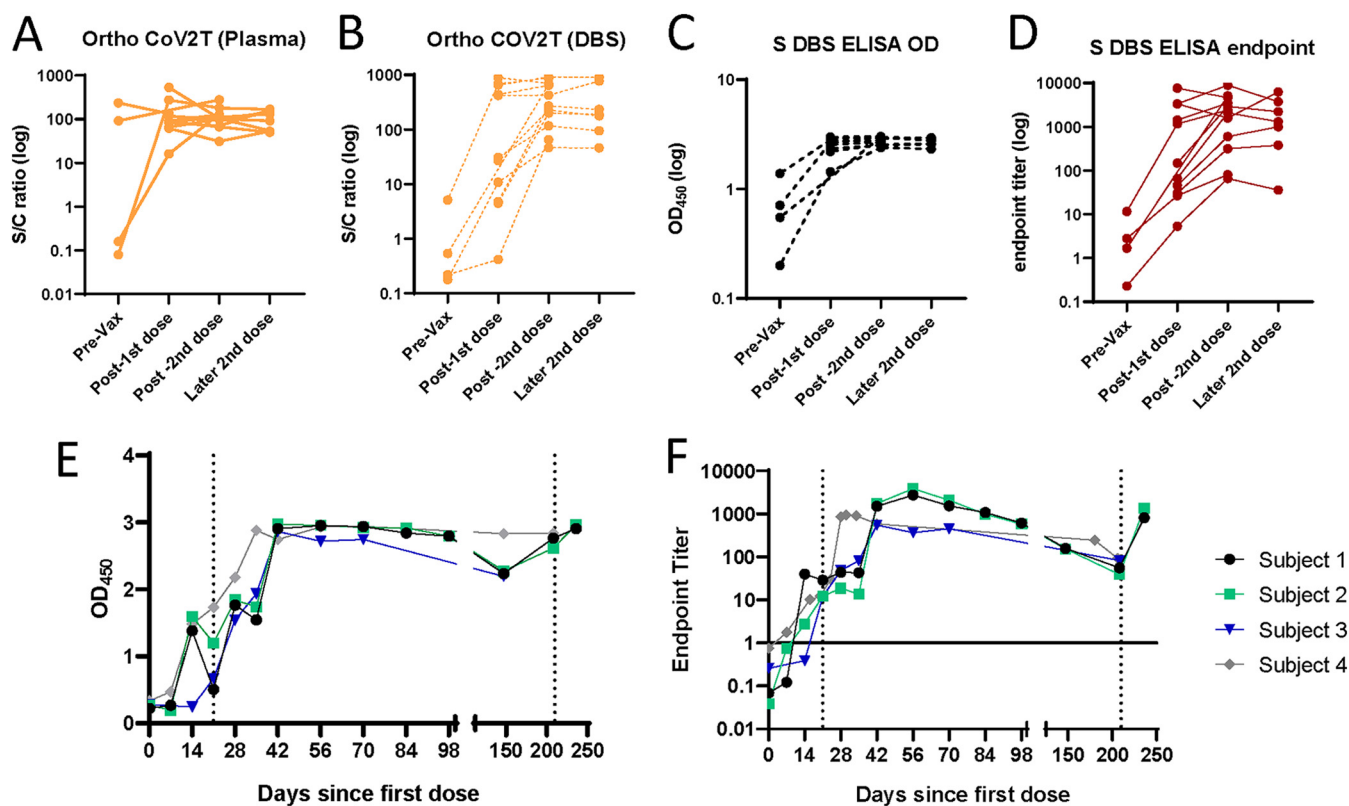 A
Ortho CoV2T (Plasma)
S/C ratio (log)
1000
100
10
1
0.1
0.01
Pre-Vax
Post-1st dose
Post -2nd dose
Later 2nd dose
B
Ortho COV2T (DBS)
S/C ratio (log)
1000
100
10
1
0.1
Pre-Vax
Post-1st dose
Post -2nd dose
Later 2nd dose
C
S DBS ELISA OD
OD450 (log)
10
1
0.1
Pre-Vax
Post-1st dose
Post -2nd dose
Later 2nd dose
D
S DBS ELISA endpoint
endpoint titer (log)
10000
1000
100
10
1
0.1
Pre-Vax
Post-1st dose
Post -2nd dose
Later 2nd dose
E
OD450
4
3
2
1
0
0 14 28 42 56 70 84 98 150 200 250
Days since first dose
F
Endpoint Titer
10000
1000
100
10
1
0.1
0.01
0 14 28 42 56 70 84 98 150 200 250
Days since first dose
Subject 1
Subject 2
Subject 3
Subject 4